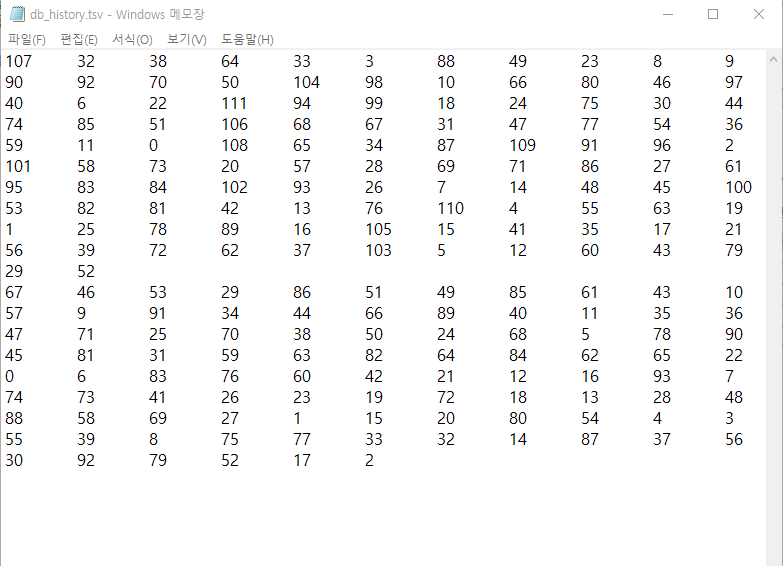 db_history.tsv - Windows 메모장
파일(F) 편집(E) 서식(O) 보기(V) 도움말(H)
107 32 38 64 33 3 88 49 23 8 9
90 92 70 50 104 98 10 66 80 46 97
40 6 22 111 94 99 18 24 75 30 44
74 85 51 106 68 67 31 47 77 54 36
59 11 0 108 65 34 87 109 91 96 2
101 58 73 20 57 28 69 71 86 27 61
95 83 84 102 93 26 7 14 48 45 100
53 82 81 42 13 76 110 4 55 63 19
1 25 78 89 16 105 15 41 35 17 21
56 39 72 62 37 103 5 12 60 43 79
29 52
67 46 53 29 86 51 49 85 61 43 10
57 9 91 34 44 66 89 40 11 35 36
47 71 25 70 38 50 24 68 5 78 90
45 81 31 59 63 82 64 84 62 65 22
0 6 83 76 60 42 21 12 16 93 7
74 73 41 26 23 19 72 18 13 28 48
88 58 69 27 1 15 20 80 54 4 3
55 39 8 75 77 33 32 14 87 37 56
30 92 79 52 17 2